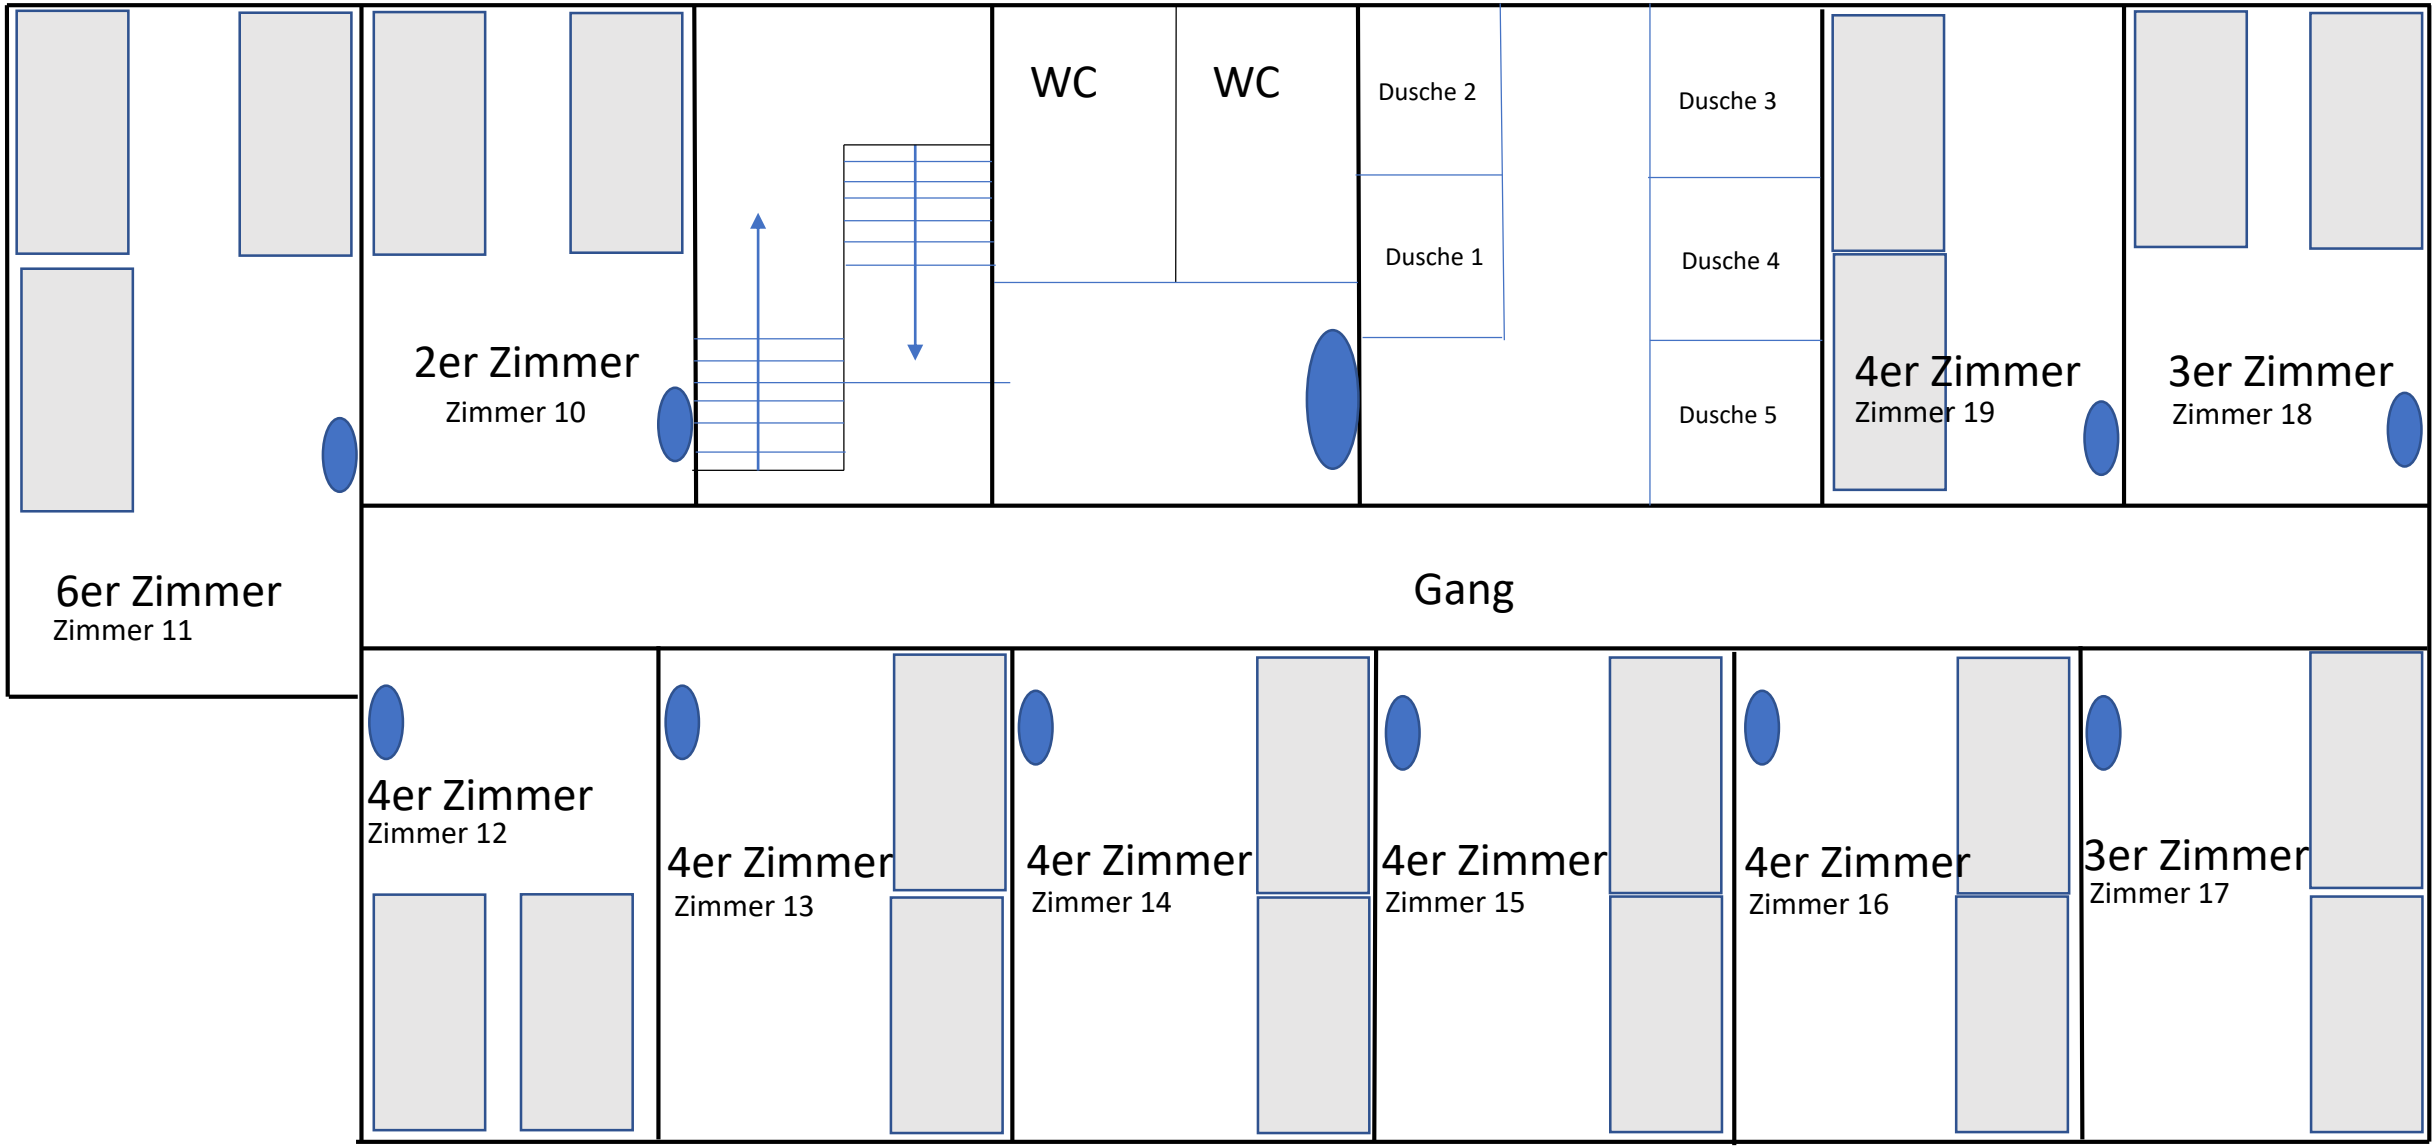 WC
WC
Dusche 2
Dusche 3
Dusche 1
Dusche 4
Dusche 5
2er Zimmer
Zimmer 10
4er Zimmer
Zimmer 19
3er Zimmer
Zimmer 18
6er Zimmer
Zimmer 11
Gang
4er Zimmer
Zimmer 12
4er Zimmer
Zimmer 13
4er Zimmer
Zimmer 14
4er Zimmer
Zimmer 15
4er Zimmer
Zimmer 16
3er Zimmer
Zimmer 17